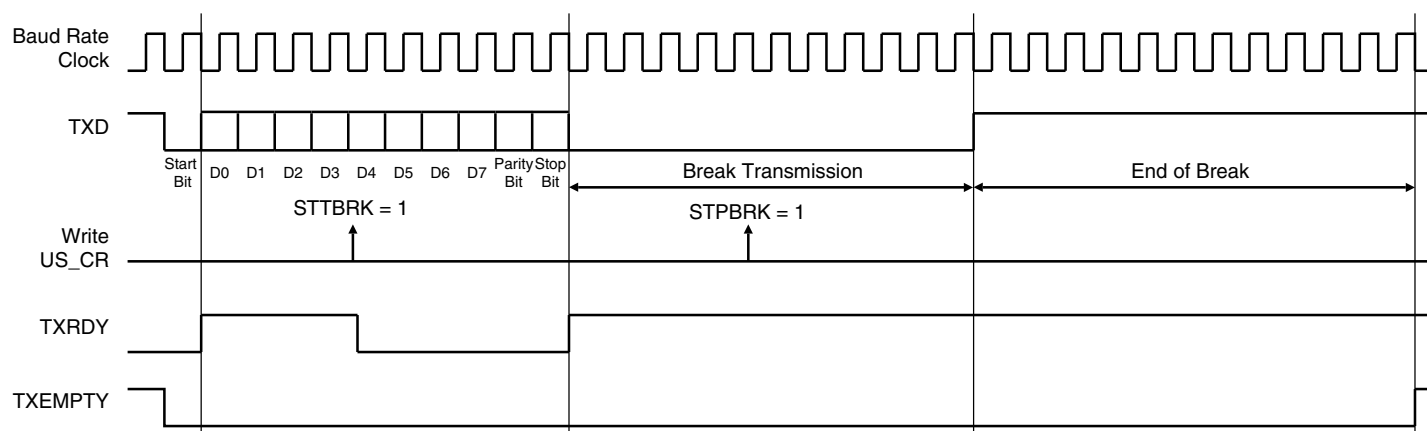 Baud Rate
Clock
TXD
Start
Bit
D0 D1 D2 D3 D4 D5 D6 D7
Parity
Bit
Stop
Bit
Break Transmission
End of Break
STTBRK = 1
STPBRK = 1
Write
US_CR
TXRDY
TXEMPTY